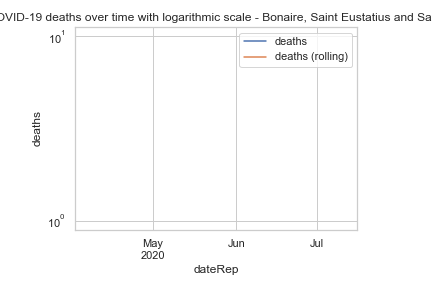 OVID-19 deaths over time with logarithmic scale - Bonaire, Saint Eustatius and Sa
10¹
deaths
deaths (rolling)
deaths
10⁰
May
2020
Jun
Jul
dateRep